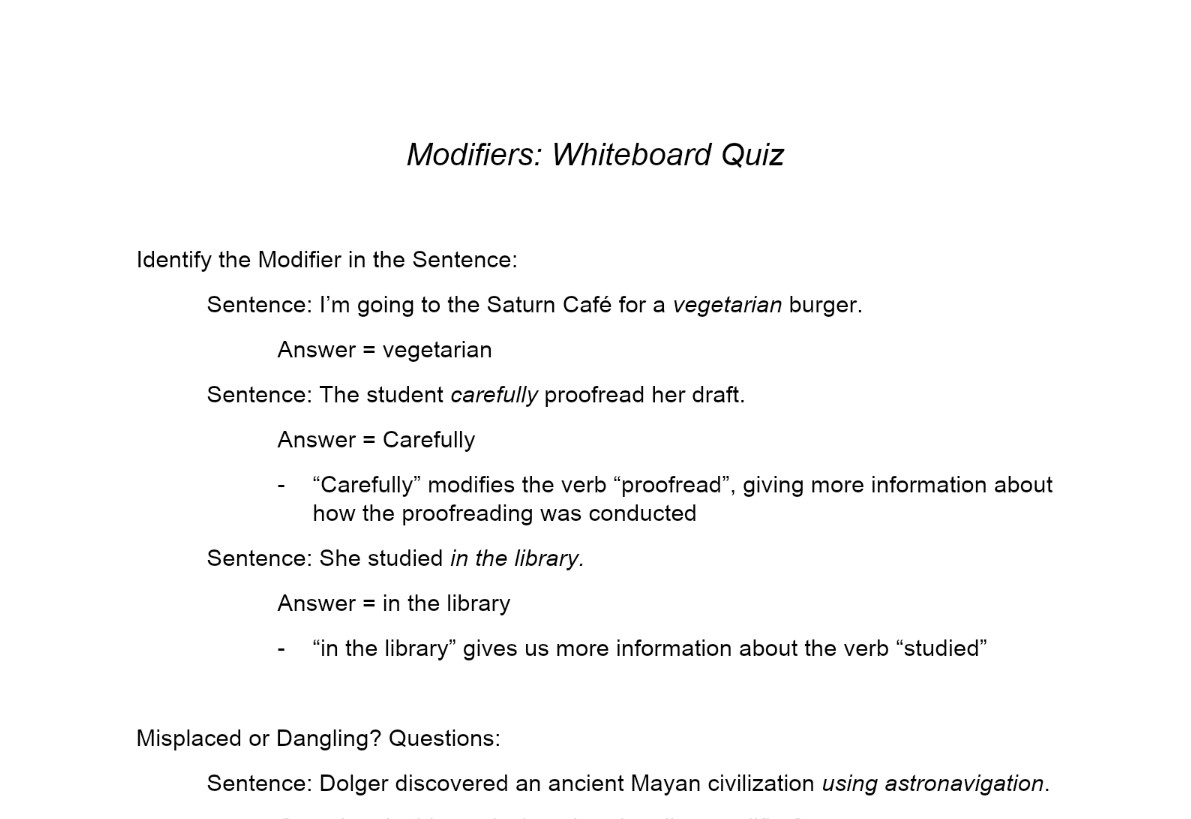 Modifiers: Whiteboard Quiz
Identify the Modifier in the Sentence:
Sentence: I’m going to the Saturn Café for a vegetarian burger.
Answer = vegetarian
Sentence: The student carefully proofread her draft.
Answer = Carefully
- “Carefully” modifies the verb “proofread”, giving more information about
how the proofreading was conducted
Sentence: She studied in the library.
Answer = in the library
- “in the library” gives us more information about the verb “studied”
Misplaced or Dangling? Questions:
Sentence: Dolger discovered an ancient Mayan civilization using astronavigation.